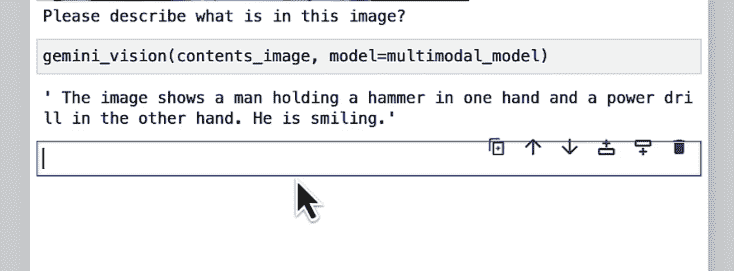 Please describe what is in this image?
gemini_vision(contents_image, model=multimodal_model)
' The image shows a man holding a hammer in one hand and a power dri
ll in the other hand. He is smiling.'